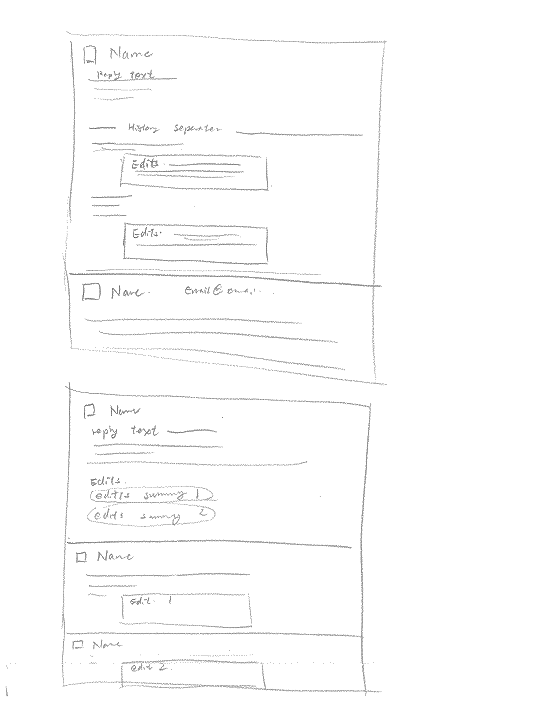 Name
Reply text
History separator
Edits
Edits.
Name. Email@
Name
reply text
Edits.
edits summy 1
edits summy 2
Name
Edit. 1
Name
edit 2.